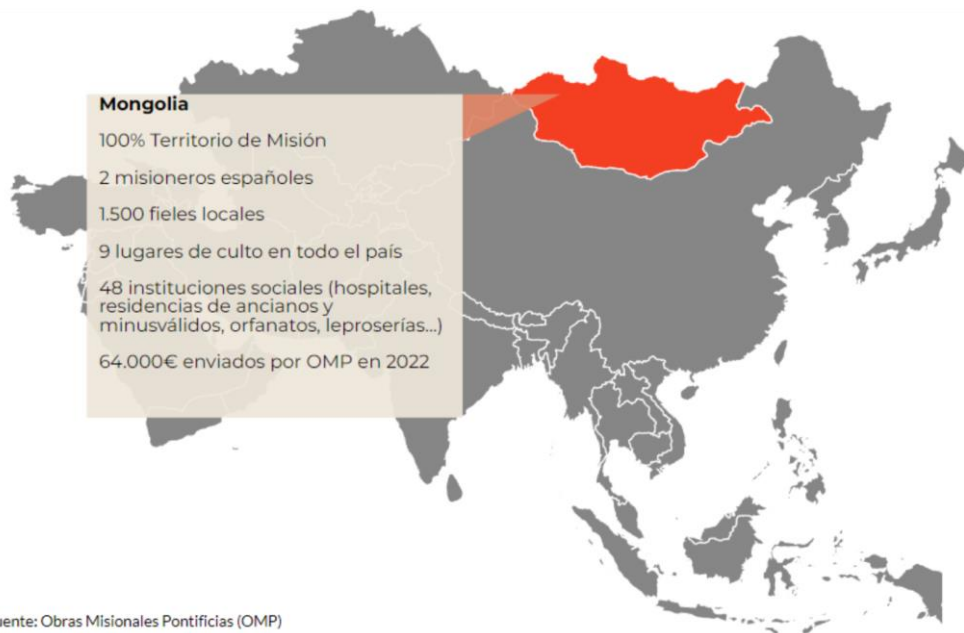 Mongolia
100% Territorio de Misión
2 misioneros españoles
1.500 fieles locales
9 lugares de culto en todo el país
48 instituciones sociales (hospitales,
residencias de ancianos y
minusválidos, orfanatos, leproserías...)
64.000€ enviados por OMP en 2022
uente: Obras Misionales Pontificias (OMP)